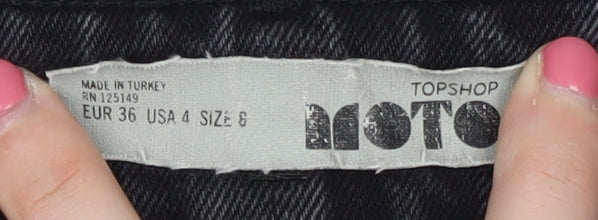 MADE IN TURKEY
RN 125149
EUR 36 USA 4 SIZE 8
TOPSHOP
MOTO